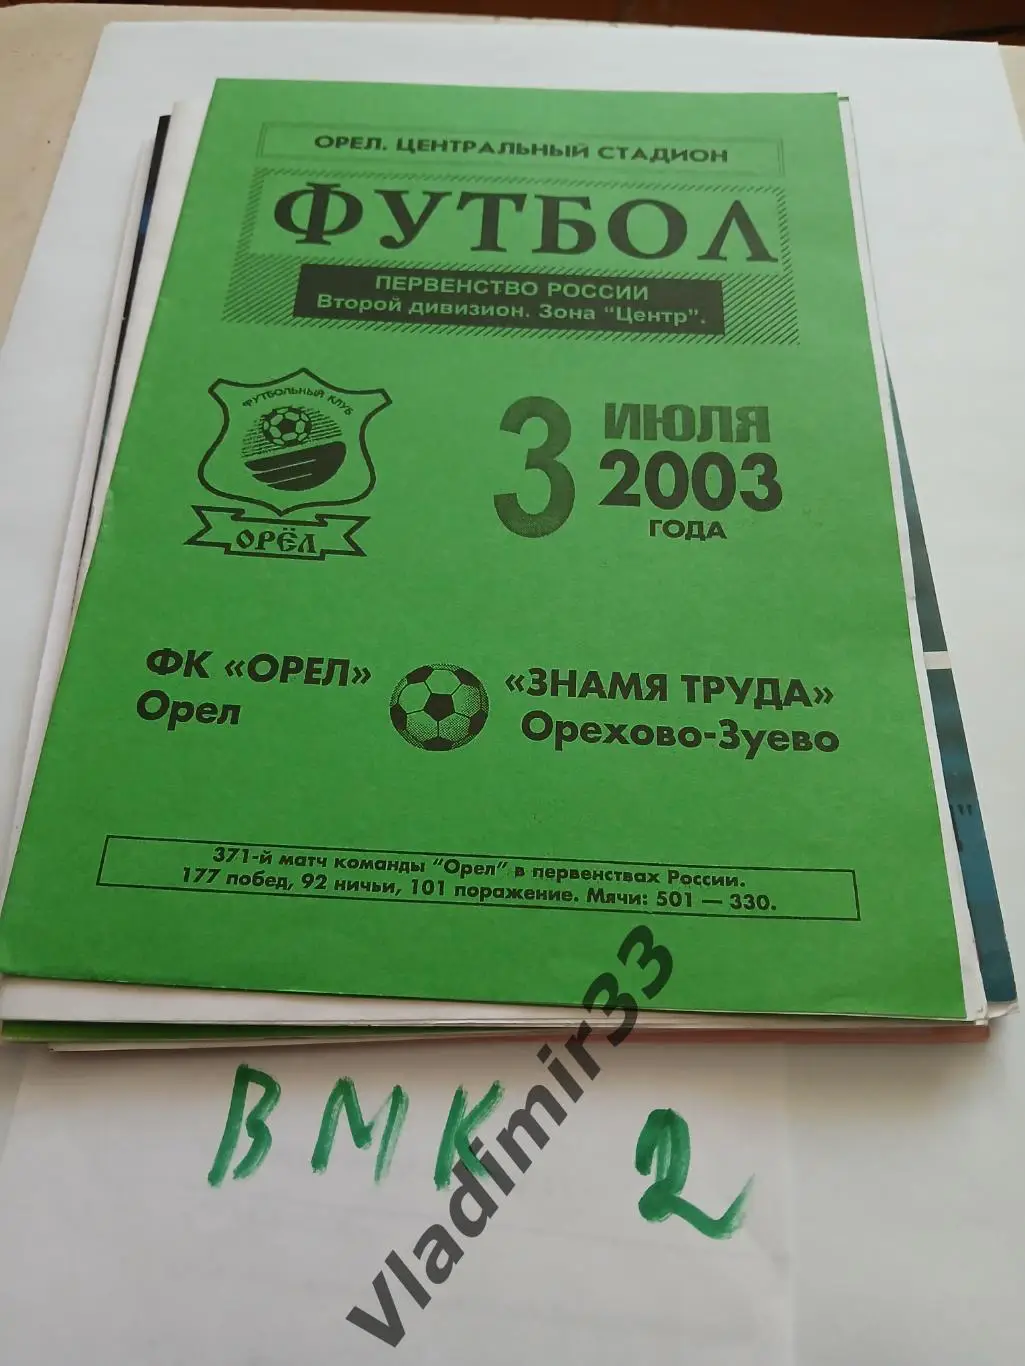 ОРЕЛ. ЦЕНТРАЛЬНЫЙ СТАДИОН
ФУТБОЛ
ПЕРВЕНСТВО РОССИИ
Второй дивизион. Зона "Центр".
ФУТБОЛЬНЫЙ КЛУБ
ОРЁЛ
3 ИЮЛЯ
2003
ГОДА
ФК «ОРЕЛ»
Орел
«ЗНАМЯ ТРУДА»
Орехово-Зуево
371-й матч команды "Орел" в первенствах России.
177 побед, 92 ничьи, 101 поражение. Мячи: 501 — 330.
ВМК 2
Vladimir33